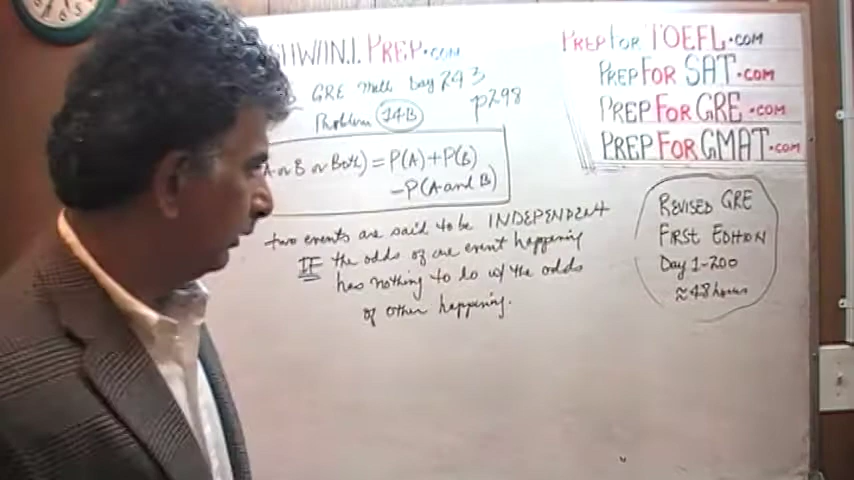 SHWIN.I. PREP.COM
GRE Math Day 293
p298
Problem 14B
A or B or Both) = P(A) + P(B)
- P(A and B)
two events are said to be INDEPENDENT
IF the odds of one event happening
has nothing to do w/ the odds
of other happening.
PREP FOR TOEFL.COM
PREP FOR SAT.COM
PREP FOR GRE.COM
PREP FOR GMAT.COM
REVISED GRE
FIRST EDITION
Day 1-200
≈48 hours